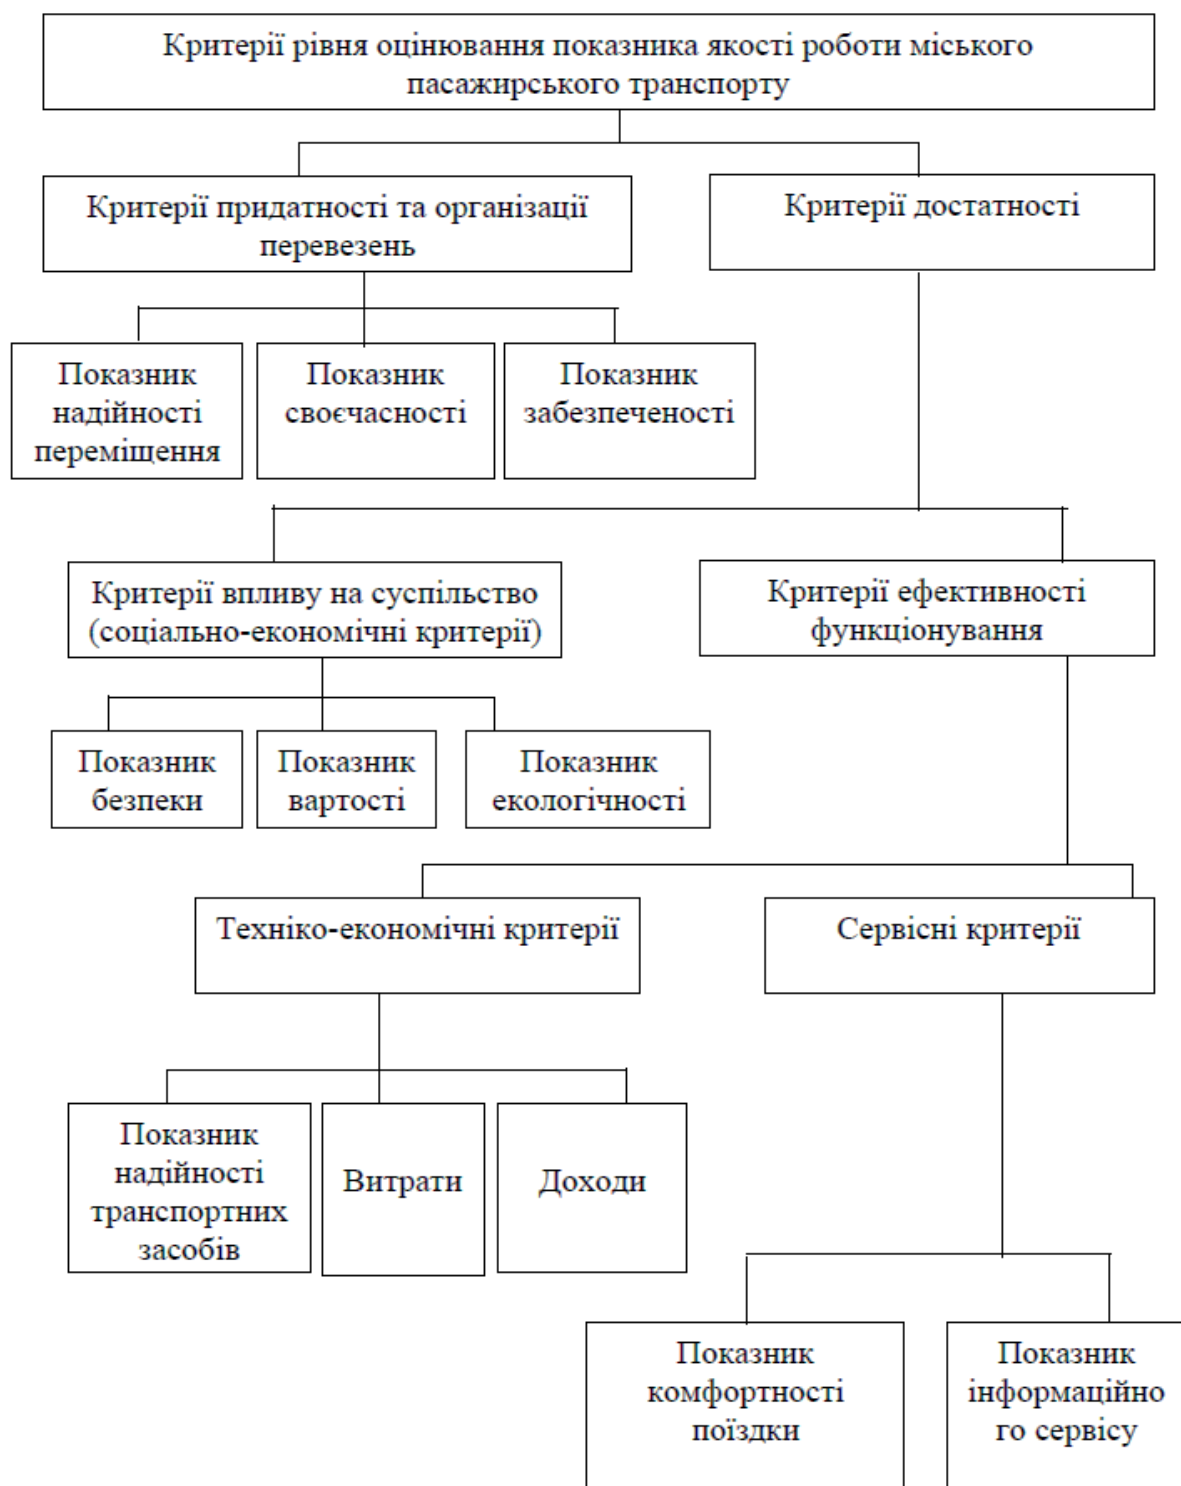 Критерії рівня оцінювання показника якості роботи міського
пасажирського транспорту
Критерії придатності та організації
перевезень
Критерії достатності
Показник
надійності
переміщення
Показник
своєчасності
Показник
забезпеченості
Критерії впливу на суспільство
(соціально-економічні критерії)
Критерії ефективності
функціонування
Показник
безпеки
Показник
вартості
Показник
екологічності
Техніко-економічні критерії
Сервісні критерії
Показник
надійності
транспортних
засобів
Витрати
Доходи
Показник
комфортності
поїздки
Показник
інформаційно
го сервісу